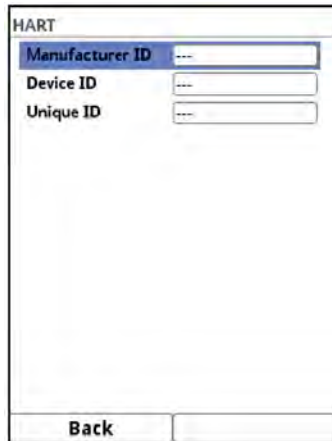 HART
Manufacturer ID ---
Device ID ---
Unique ID ---
Back